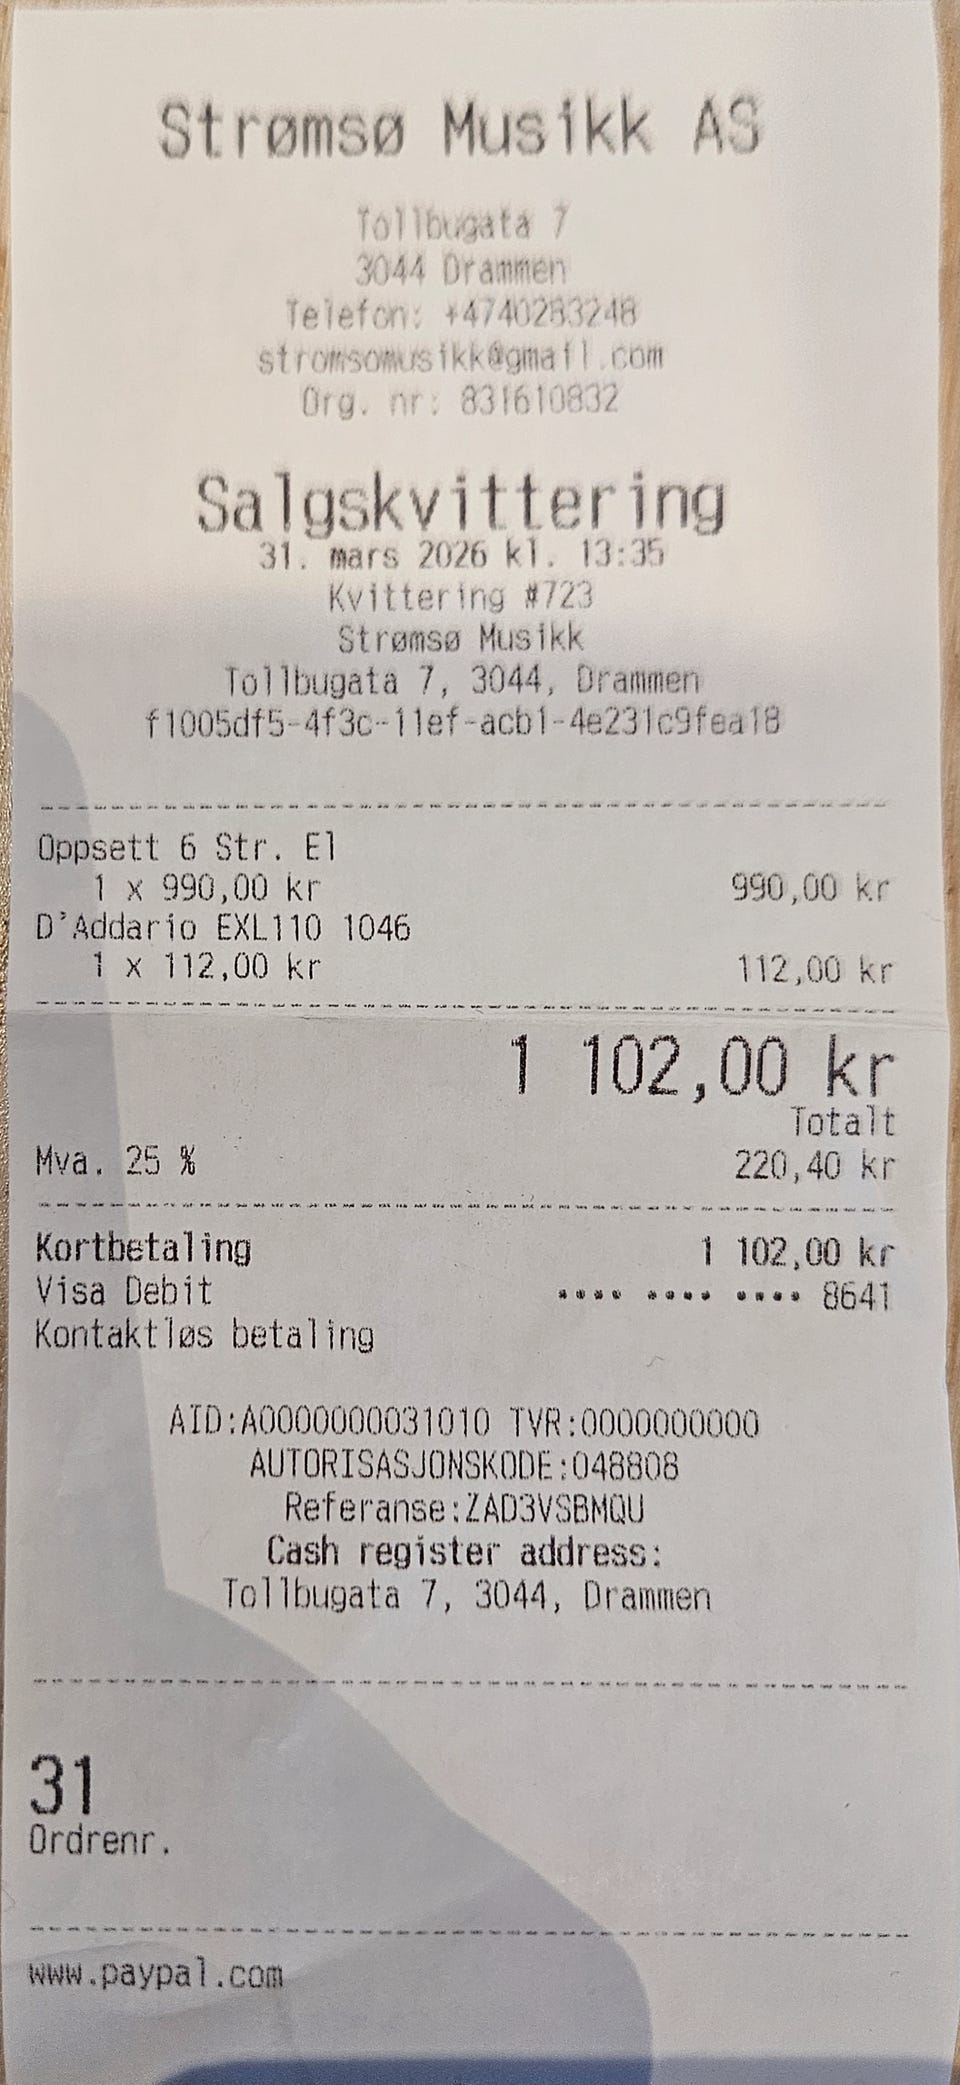 Strømsø Musikk AS
Tollbugata 7
3044 Drammen
Telefon: +4740283248
stromsomusikk@gmail.com
Org. nr: 831610832
Salgskvittering
31. mars 2026 kl. 13:35
Kvittering #723
Strømsø Musikk
Tollbugata 7, 3044, Drammen
f1005df5-4f3c-11ef-acb1-4e231c9fea18
Oppsett 6 Str. El
1 x 990,00 kr 990,00 kr
D'Addario EXL110 1046
1 x 112,00 kr 112,00 kr
1 102,00 kr
Totalt
Mva. 25 % 220,40 kr
Kortbetaling 1 102,00 kr
Visa Debit •••• •••• •••• 8641
Kontaktløs betaling
AID:A0000000031010 TVR:0000000000
AUTORISASJONSKODE:048808
Referanse:ZAD3VSBMQU
Cash register address:
Tollbugata 7, 3044, Drammen
31
Ordrenr.
www.paypal.com